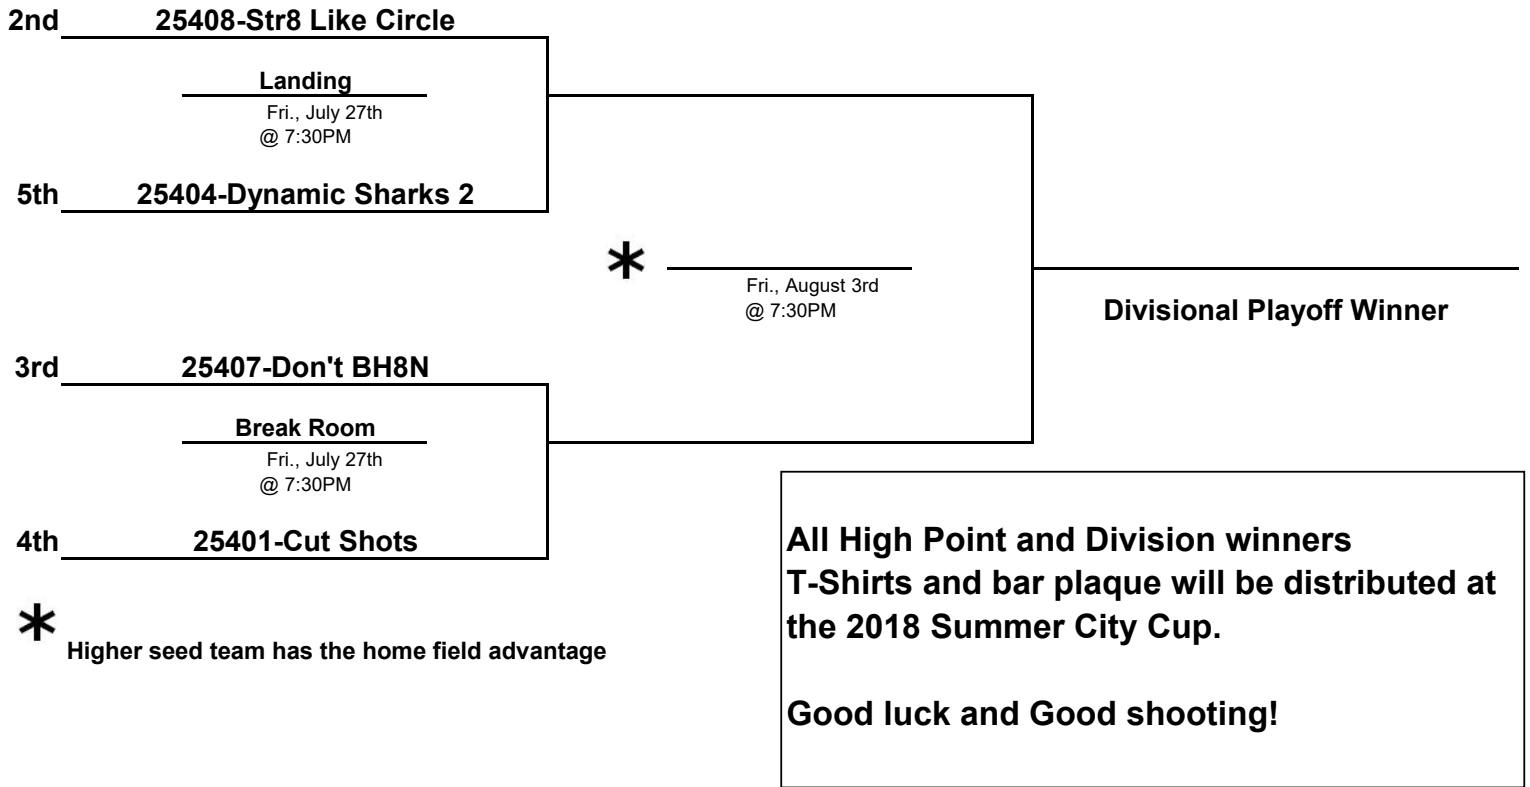 2nd 25408-Str8 Like Circle
Landing
Fri., July 27th
@ 7:30PM
5th 25404-Dynamic Sharks 2
*
Fri., August 3rd
@ 7:30PM
Divisional Playoff Winner
3rd 25407-Don't BH8N
Break Room
Fri., July 27th
@ 7:30PM
4th 25401-Cut Shots
* Higher seed team has the home field advantage
All High Point and Division winners
T-Shirts and bar plaque will be distributed at
the 2018 Summer City Cup.
Good luck and Good shooting!